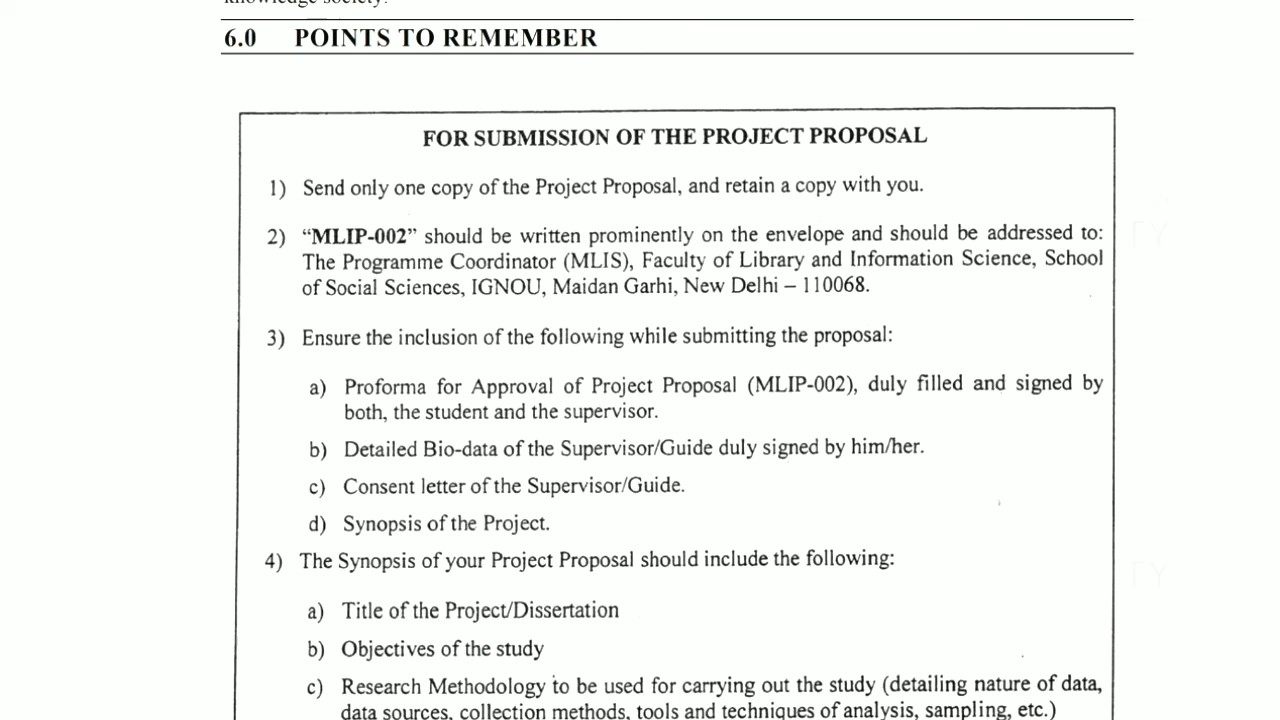 knowledge society.
6.0 POINTS TO REMEMBER
FOR SUBMISSION OF THE PROJECT PROPOSAL
1) Send only one copy of the Project Proposal, and retain a copy with you.
2) “MLIP-002” should be written prominently on the envelope and should be addressed to:
The Programme Coordinator (MLIS), Faculty of Library and Information Science, School
of Social Sciences, IGNOU, Maidan Garhi, New Delhi – 110068.
3) Ensure the inclusion of the following while submitting the proposal:
a) Proforma for Approval of Project Proposal (MLIP-002), duly filled and signed by
both, the student and the supervisor.
b) Detailed Bio-data of the Supervisor/Guide duly signed by him/her.
c) Consent letter of the Supervisor/Guide.
d) Synopsis of the Project.
4) The Synopsis of your Project Proposal should include the following:
a) Title of the Project/Dissertation
b) Objectives of the study
c) Research Methodology to be used for carrying out the study (detailing nature of data,
data sources, collection methods, tools and techniques of analysis, sampling, etc.)